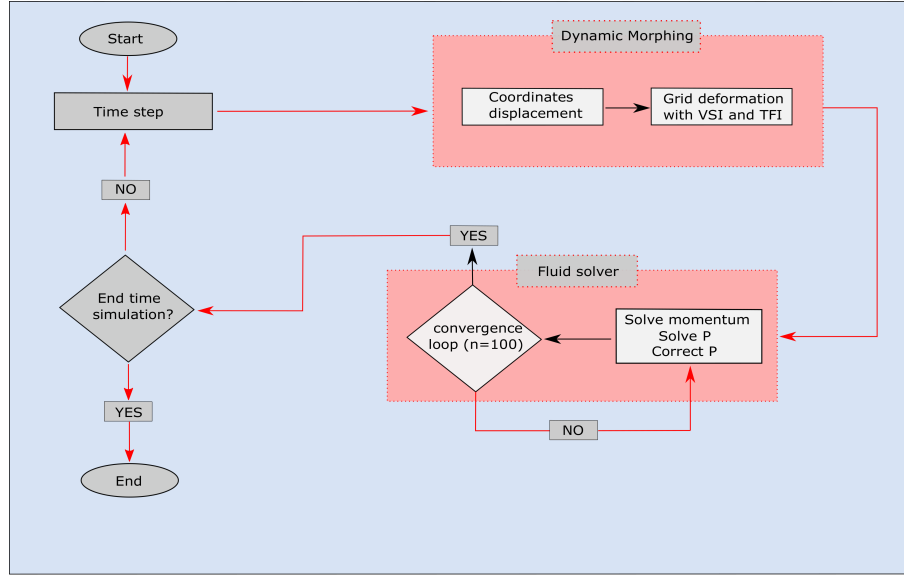 Start
Dynamic Morphing
Time step
Coordinates
displacement
Grid deformation
with VSI and TFI
NO
YES
Fluid solver
End time
simulation?
convergence
loop (n=100)
Solve momentum
Solve P
Correct P
YES
NO
End